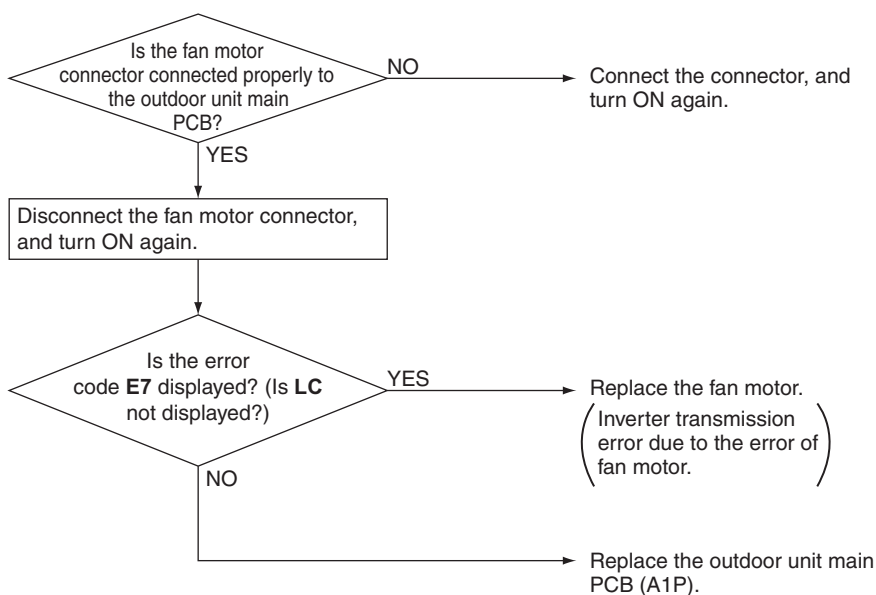 Is the fan motor
connector connected properly to
the outdoor unit main
PCB?
NO
Connect the connector, and
turn ON again.
YES
Disconnect the fan motor connector,
and turn ON again.
Is the error
code E7 displayed? (Is LC
not displayed?)
YES
Replace the fan motor.
(Inverter transmission
error due to the error of
fan motor.)
NO
Replace the outdoor unit main
PCB (A1P).